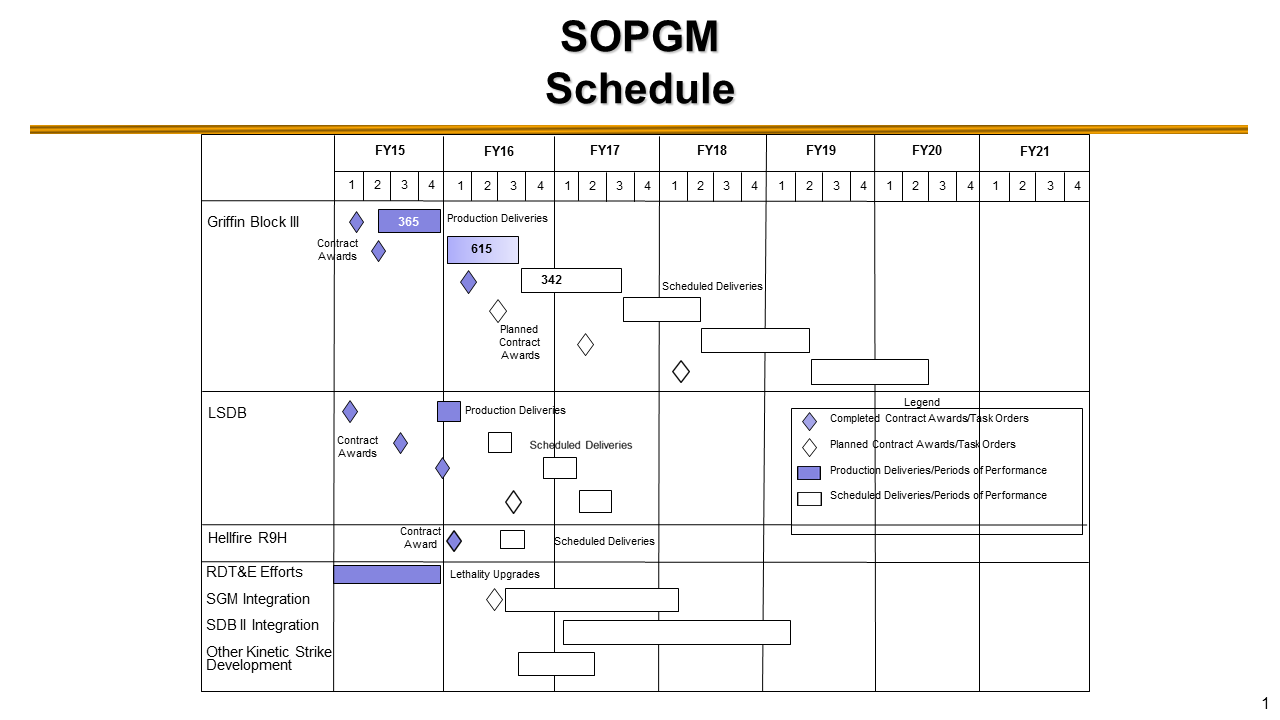 SOPGM
Schedule
FY15 FY16 FY17 FY18 FY19 FY20 FY21
1 2 3 4 1 2 3 4 1 2 3 4 1 2 3 4 1 2 3 4 1 2 3 4 1 2 3 4
Griffin Block III
365
Production Deliveries
Contract
Awards
615
342
Scheduled Deliveries
Planned
Contract
Awards
LSDB
Production Deliveries
Contract
Awards
Scheduled Deliveries
Legend
Completed Contract Awards/Task Orders
Planned Contract Awards/Task Orders
Production Deliveries/Periods of Performance
Scheduled Deliveries/Periods of Performance
Hellfire R9H
Contract
Award
Scheduled Deliveries
RDT&E Efforts
Lethality Upgrades
SGM Integration
SDB II Integration
Other Kinetic Strike
Development
1